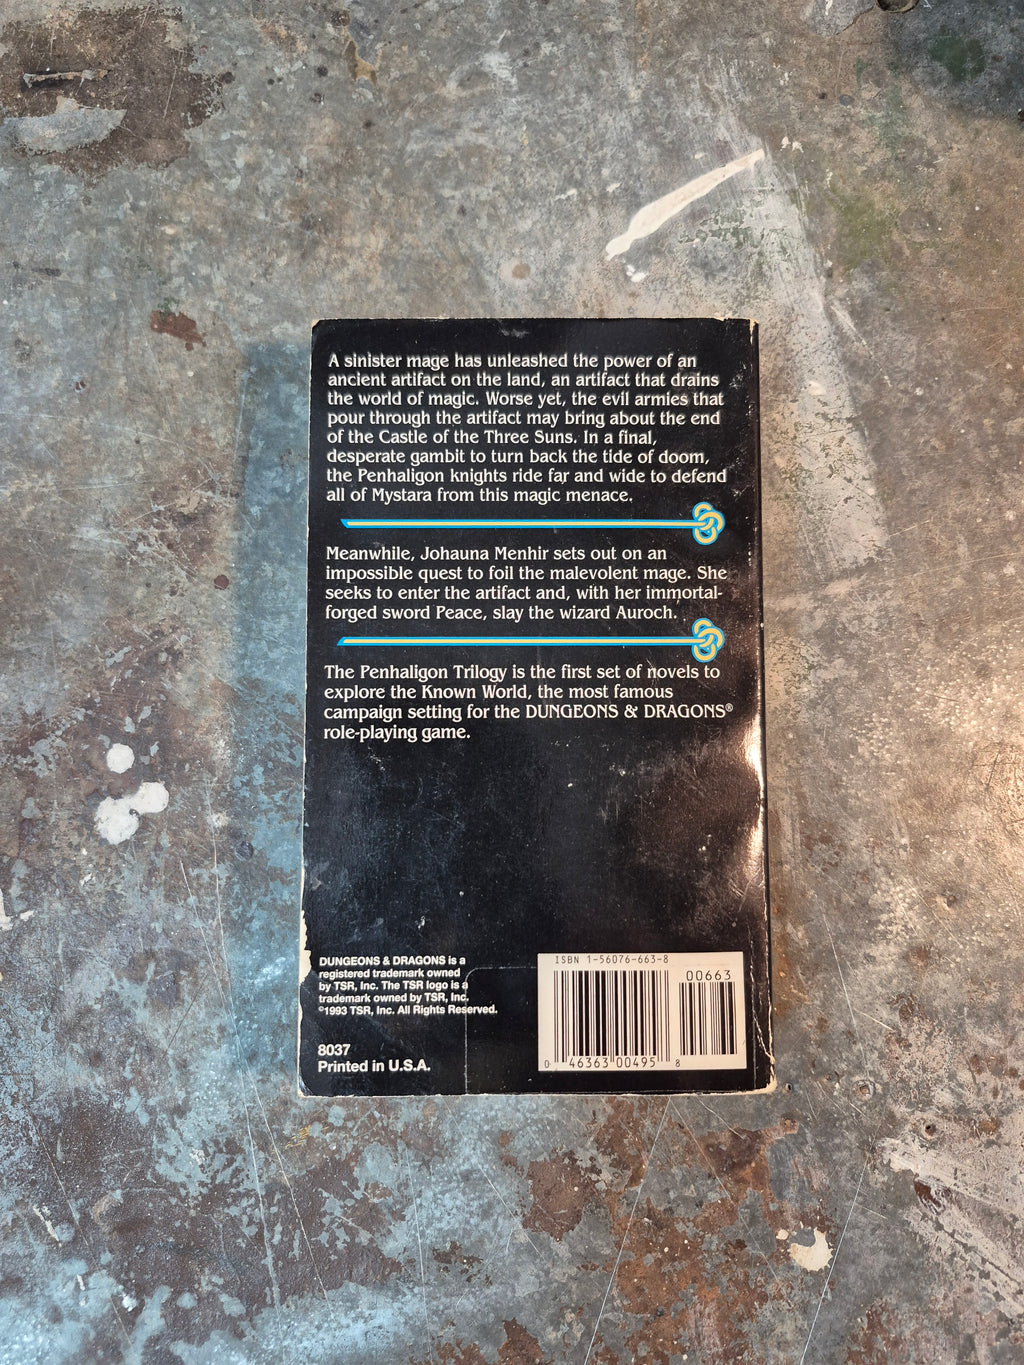 A sinister mage has unleashed the power of an
ancient artifact on the land, an artifact that drains
the world of magic. Worse yet, the evil armies that
pour through the artifact may bring about the end
of the Castle of the Three Suns. In a final,
desperate gambit to turn back the tide of doom,
the Penhaligon knights ride far and wide to defend
all of Mystara from this magic menace.
Meanwhile, Johauna Menhir sets out on an
impossible quest to foil the malevolent mage. She
seeks to enter the artifact and, with her immortal-
forged sword Peace, slay the wizard Auroch.
The Penhaligon Trilogy is the first set of novels to
explore the Known World, the most famous
campaign setting for the DUNGEONS & DRAGONS®
role-playing game.
DUNGEONS & DRAGONS is a
registered trademark owned
by TSR, Inc. The TSR logo is a
trademark owned by TSR, Inc.
©1993 TSR, Inc. All Rights Reserved.
8037
Printed in U.S.A.
ISBN 1-56076-663-8
00663
0 46363 00495 8